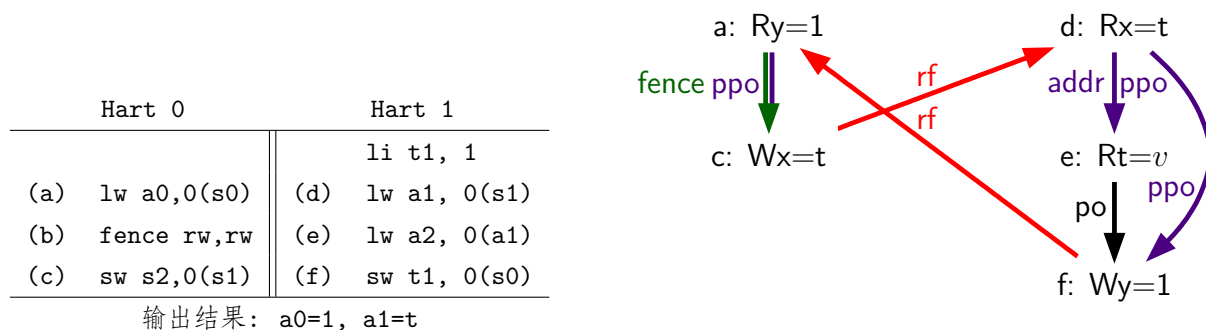 Hart 0 Hart 1
li t1, 1
(a) lw a0,0(s0) (d) lw a1, 0(s1)
(b) fence rw,rw (e) lw a2, 0(a1)
(c) sw s2,0(s1) (f) sw t1, 0(s0)
输出结果: a0=1, a1=t
a: Ry=1 d: Rx=t
fence ppo rf addr ppo
rf
c: Wx=t e: Rt=v
po ppo
f: Wy=1